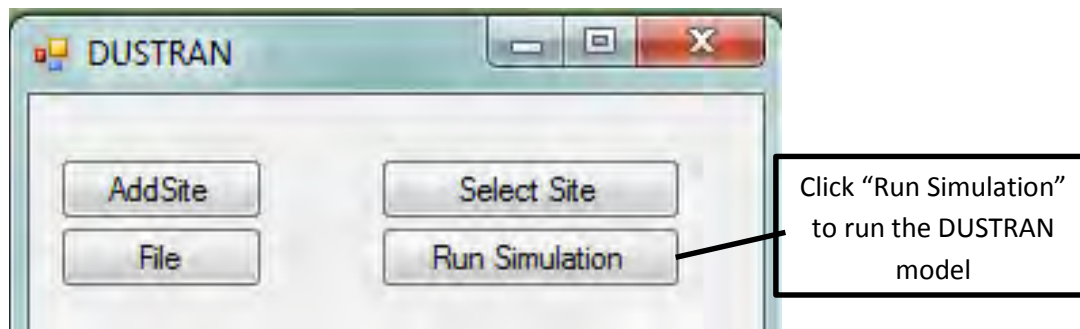 DUSTRAN
AddSite
Select Site
File
Run Simulation
Click “Run Simulation”
to run the DUSTRAN
model